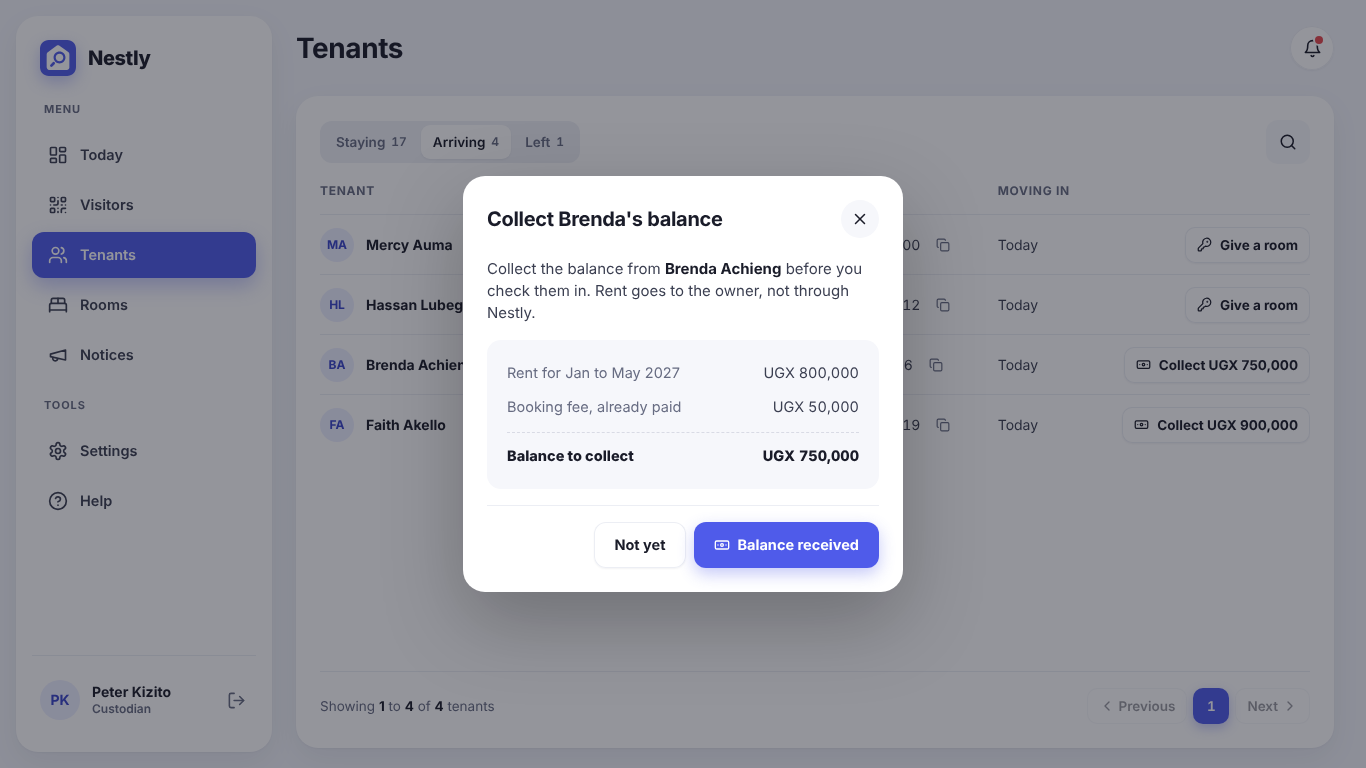 Nestly
MENU
Today
Visitors
Tenants
Rooms
Notices
TOOLS
Settings
Help
PK
Peter Kizito
Custodian
Tenants
Staying 17
Arriving 4
Left 1
TENANT
MOVING IN
MA Mercy Auma 00 Today Give a room
HL Hassan Lubeg 12 Today Give a room
BA Brenda Achien 6 Today Collect UGX 750,000
FA Faith Akello 19 Today Collect UGX 900,000
Collect Brenda's balance
Collect the balance from Brenda Achieng before you
check them in. Rent goes to the owner, not through
Nestly.
Rent for Jan to May 2027 UGX 800,000
Booking fee, already paid UGX 50,000
Balance to collect UGX 750,000
Not yet
Balance received
Showing 1 to 4 of 4 tenants
Previous 1 Next